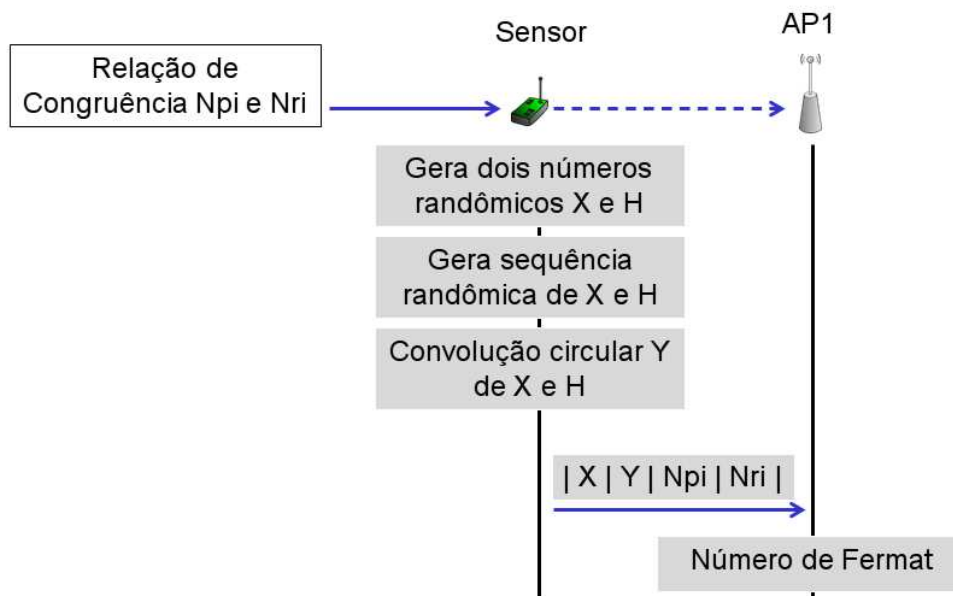 Sensor
AP1
Relação de
Congruência Npi e Nri
Gera dois números
randômicos X e H
Gera sequência
randômica de X e H
Convolução circular Y
de X e H
| X | Y | Npi | Nri |
Número de Fermat